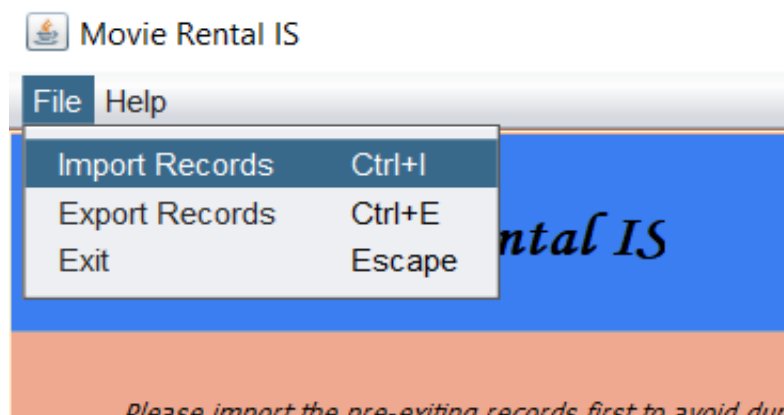 Movie Rental IS
File Help
Import Records Ctrl+I
Export Records Ctrl+E
Exit Escape
ntal IS
Please import the pre-exiting records first to avoid du